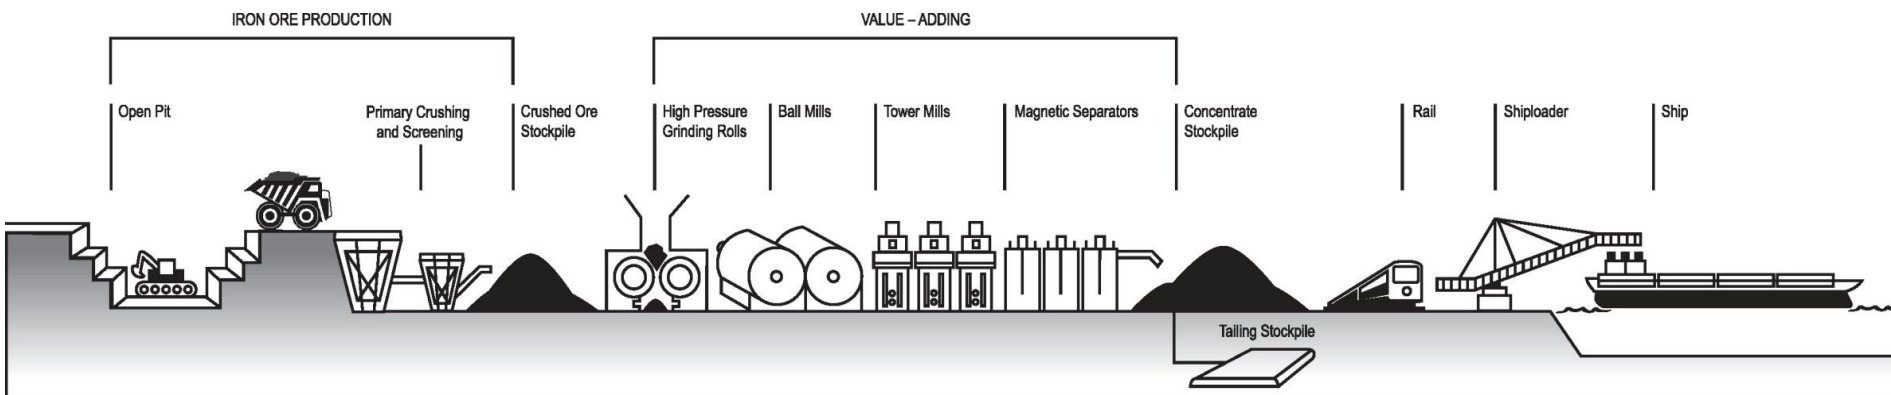 IRON ORE PRODUCTION
VALUE – ADDING
Open Pit
Primary Crushing
and Screening
Crushed Ore
Stockpile
High Pressure
Grinding Rolls
Ball Mills
Tower Mills
Magnetic Separators
Concentrate
Stockpile
Rail
Shiploader
Ship
Tailing Stockpile